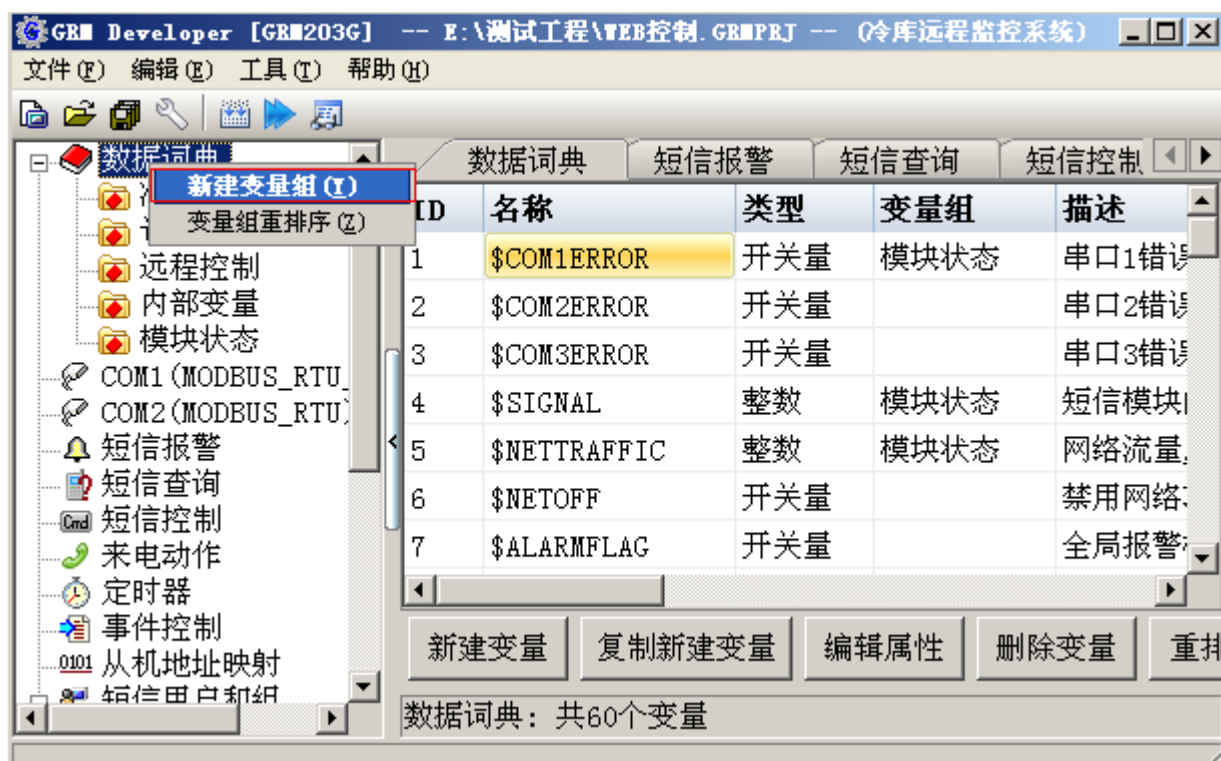 GRM Developer [GRM203G] -- E:\测试工程\WEB控制.GRMPRJ -- (冷库远程监控系统)
文件(F) 编辑(E) 工具(T) 帮助(H)
数据词典
新建变量组(Y)
变量组重排序(Z)
远程控制
内部变量
模块状态
COM1(MODBUS_RTU_
COM2(MODBUS_RTU)
短信报警
短信查询
Cmd 短信控制
来电动作
定时器
事件控制
0101 从机地址映射
短信用户和组
数据词典 短信报警 短信查询 短信控制
ID 名称 类型 变量组 描述
1 $COM1ERROR 开关量 模块状态 串口1错误
2 $COM2ERROR 开关量 串口2错误
3 $COM3ERROR 开关量 串口3错误
4 $SIGNAL 整数 模块状态 短信模块
5 $NETTRAFFIC 整数 模块状态 网络流量
6 $NETOFF 开关量 禁用网络
7 $ALARMFLAG 开关量 全局报警
新建变量 复制新建变量 编辑属性 删除变量 重排
数据词典: 共60个变量